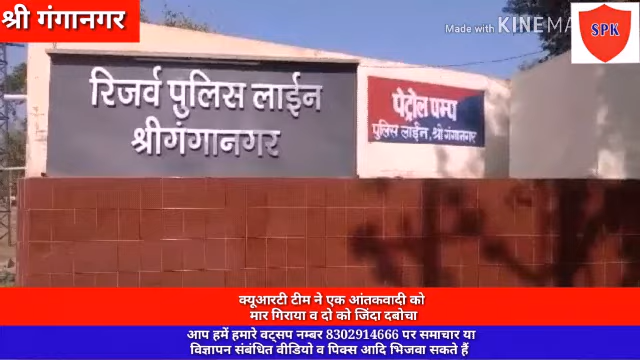 श्री गंगानगर
Made with KINEMA
SPK
रिजर्व पुलिस लाईन
श्रीगंगानगर
पेट्रोल पम्प
पुलिस लाईन, श्रीगंगानगर
क्यूआरटी टीम ने एक आंतकवादी को
मार गिराया व दो को जिंदा दबोचा
आप हमें हमारे वट्सप नम्बर 8302914666 पर समाचार या
विज्ञापन संबंधित वीडियो व पिक्स आदि भिजवा सकते हैं